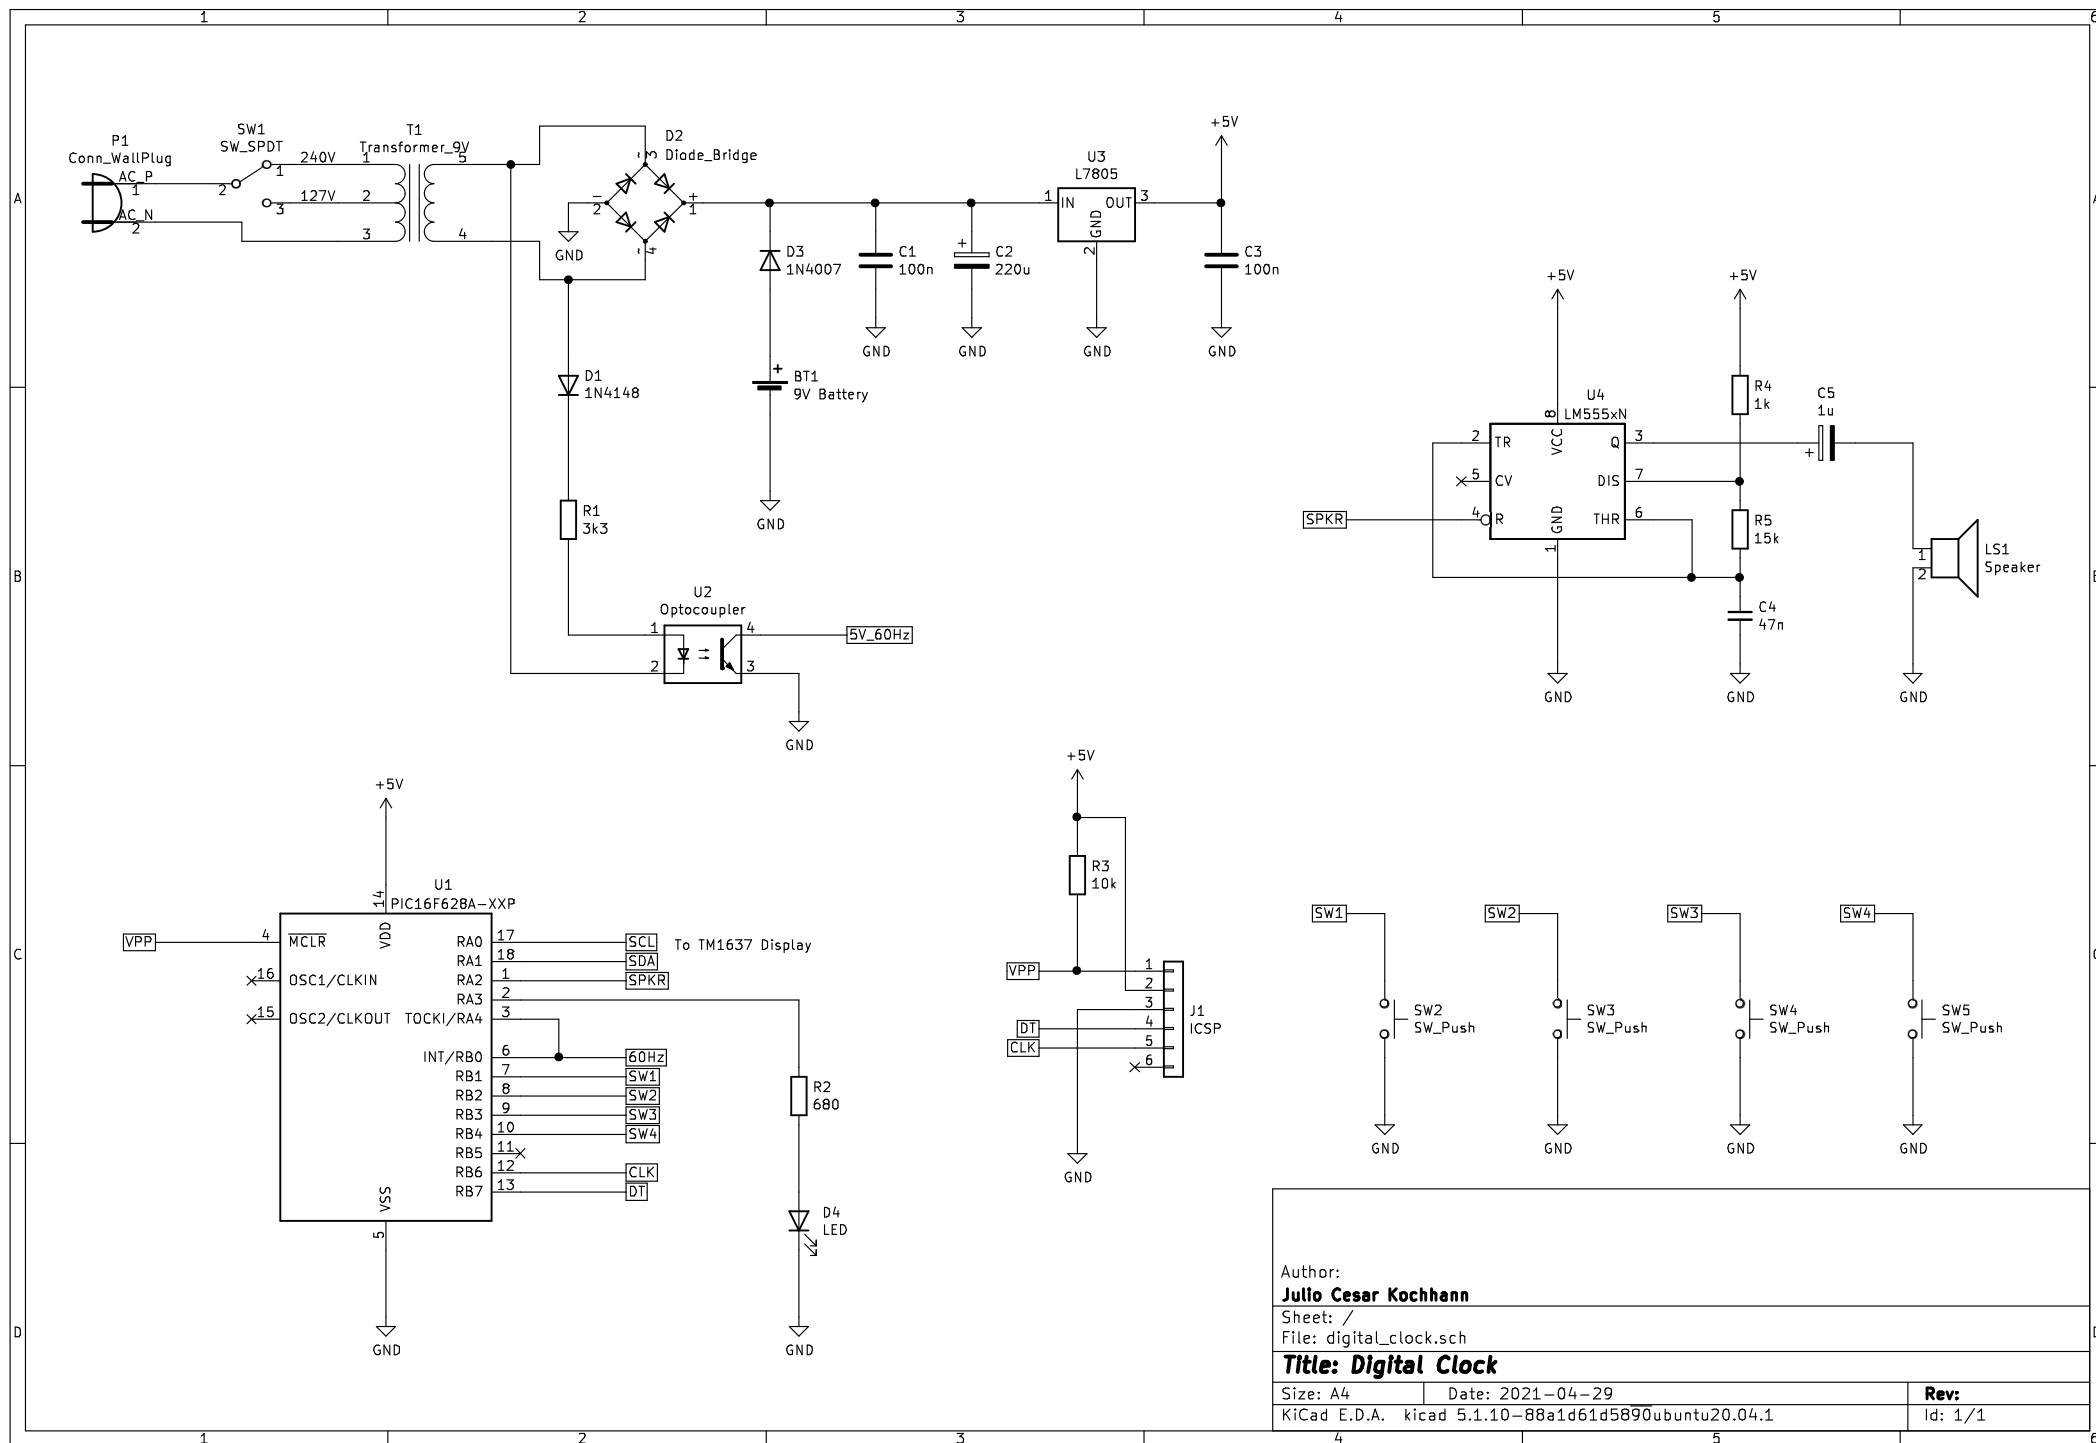 1 2 3 4 5 6
A
B
C
D
P1
Conn_WallPlug
AC_P
1
AC_N
2
SW1
SW_SPDT
2
1
3
240V
127V
T1
Transformer_9V
1
2
3
5
4
D2
Diode_Bridge
~ 3
− 2
+ 1
~ 4
GND
D3
1N4007
BT1
9V Battery
+
GND
C1
100n
GND
+
C2
220u
GND
U3
L7805
1 IN
OUT 3
GND
2
GND
+5V
C3
100n
GND
D1
1N4148
R1
3k3
U2
Optocoupler
1
2
4
3
5V_60Hz
GND
+5V
U4
LM555xN
8
VCC
2 TR
5 CV
4 R
Q 3
DIS 7
THR 6
GND
1
GND
SPKR
+5V
R4
1k
R5
15k
C4
47n
GND
C5
1u
+
1
2
LS1
Speaker
GND
+5V
U1
PIC16F628A-XXP
14
VDD
VPP
4 MCLR
16 OSC1/CLKIN
15 OSC2/CLKOUT
RA0 17 SCL
To TM1637 Display
RA1 18 SDA
RA2 1 SPKR
RA3 2
TOCKI/RA4 3
INT/RB0 6 60Hz
RB1 7 SW1
RB2 8 SW2
RB3 9 SW3
RB4 10 SW4
RB5 11
RB6 12 CLK
RB7 13 DT
VSS
5
GND
R2
680
D4
LED
GND
+5V
R3
10k
VPP
DT
CLK
1
2
3
4
5
6
J1
ICSP
GND
SW1
SW2
SW_Push
GND
SW2
SW3
SW_Push
GND
SW3
SW4
SW_Push
GND
SW4
SW5
SW_Push
GND
Author:
Julio Cesar Kochhann
Sheet: /
File: digital_clock.sch
Title: Digital Clock
Size: A4
Date: 2021-04-29
Rev:
KiCad E.D.A. kicad 5.1.10-88a1d61d5890ubuntu20.04.1
Id: 1/1
1 2 3 4 5 6